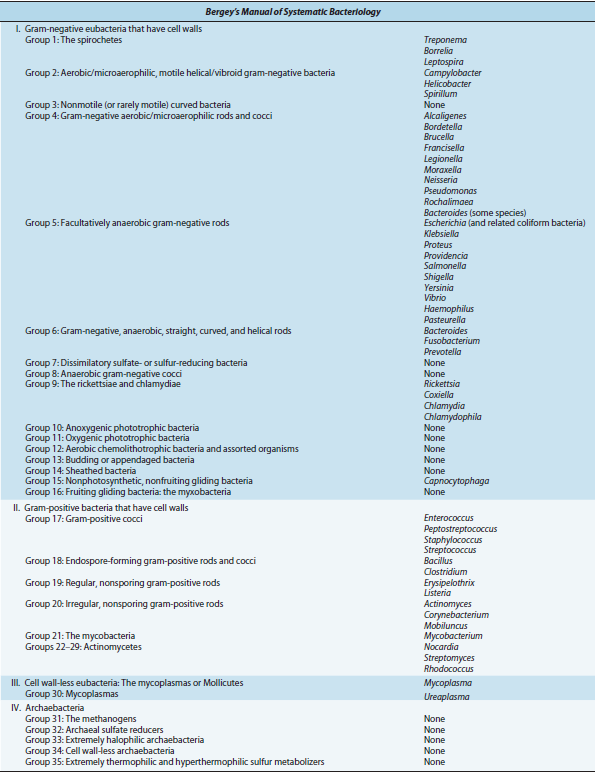 Bergey's Manual of Systematic Bacteriology
I. Gram-negative eubacteria that have cell walls
Group 1: The spirochetes Treponema
Borrelia
Leptospira
Group 2: Aerobic/microaerophilic, motile helical/vibroid gram-negative bacteria Campylobacter
Helicobacter
Spirillum
Group 3: Nonmotile (or rarely motile) curved bacteria None
Group 4: Gram-negative aerobic/microaerophilic rods and cocci Alcaligenes
Bordetella
Brucella
Francisella
Legionella
Moraxella
Neisseria
Pseudomonas
Rochalimaea
Bacteroides (some species)
Group 5: Facultatively anaerobic gram-negative rods Escherichia (and related coliform bacteria)
Klebsiella
Proteus
Providencia
Salmonella
Shigella
Yersinia
Vibrio
Haemophilus
Pasteurella
Group 6: Gram-negative, anaerobic, straight, curved, and helical rods Bacteroides
Fusobacterium
Prevotella
Group 7: Dissimilatory sulfate- or sulfur-reducing bacteria None
Group 8: Anaerobic gram-negative cocci None
Group 9: The rickettsiae and chlamydiae Rickettsia
Coxiella
Chlamydia
Chlamydophila
Group 10: Anoxygenic phototrophic bacteria None
Group 11: Oxygenic phototrophic bacteria None
Group 12: Aerobic chemolithotrophic bacteria and assorted organisms None
Group 13: Budding or appendaged bacteria None
Group 14: Sheathed bacteria None
Group 15: Nonphotosynthetic, nonfruiting gliding bacteria Capnocytophaga
Group 16: Fruiting gliding bacteria: the myxobacteria None
II. Gram-positive bacteria that have cell walls
Group 17: Gram-positive cocci Enterococcus
Peptostreptococcus
Staphylococcus
Streptococcus
Group 18: Endospore-forming gram-positive rods and cocci Bacillus
Clostridium
Group 19: Regular, nonsporing gram-positive rods Erysipelothrix
Listeria
Group 20: Irregular, nonsporing gram-positive rods Actinomyces
Corynebacterium
Mobiluncus
Group 21: The mycobacteria Mycobacterium
Groups 22–29: Actinomycetes Nocardia
Streptomyces
Rhodococcus
III. Cell wall-less eubacteria: The mycoplasmas or Mollicutes Mycoplasma
Group 30: Mycoplasmas Ureaplasma
IV. Archaebacteria
Group 31: The methanogens None
Group 32: Archaeal sulfate reducers None
Group 33: Extremely halophilic archaebacteria None
Group 34: Cell wall-less archaebacteria None
Group 35: Extremely thermophilic and hyperthermophilic sulfur metabolizers None